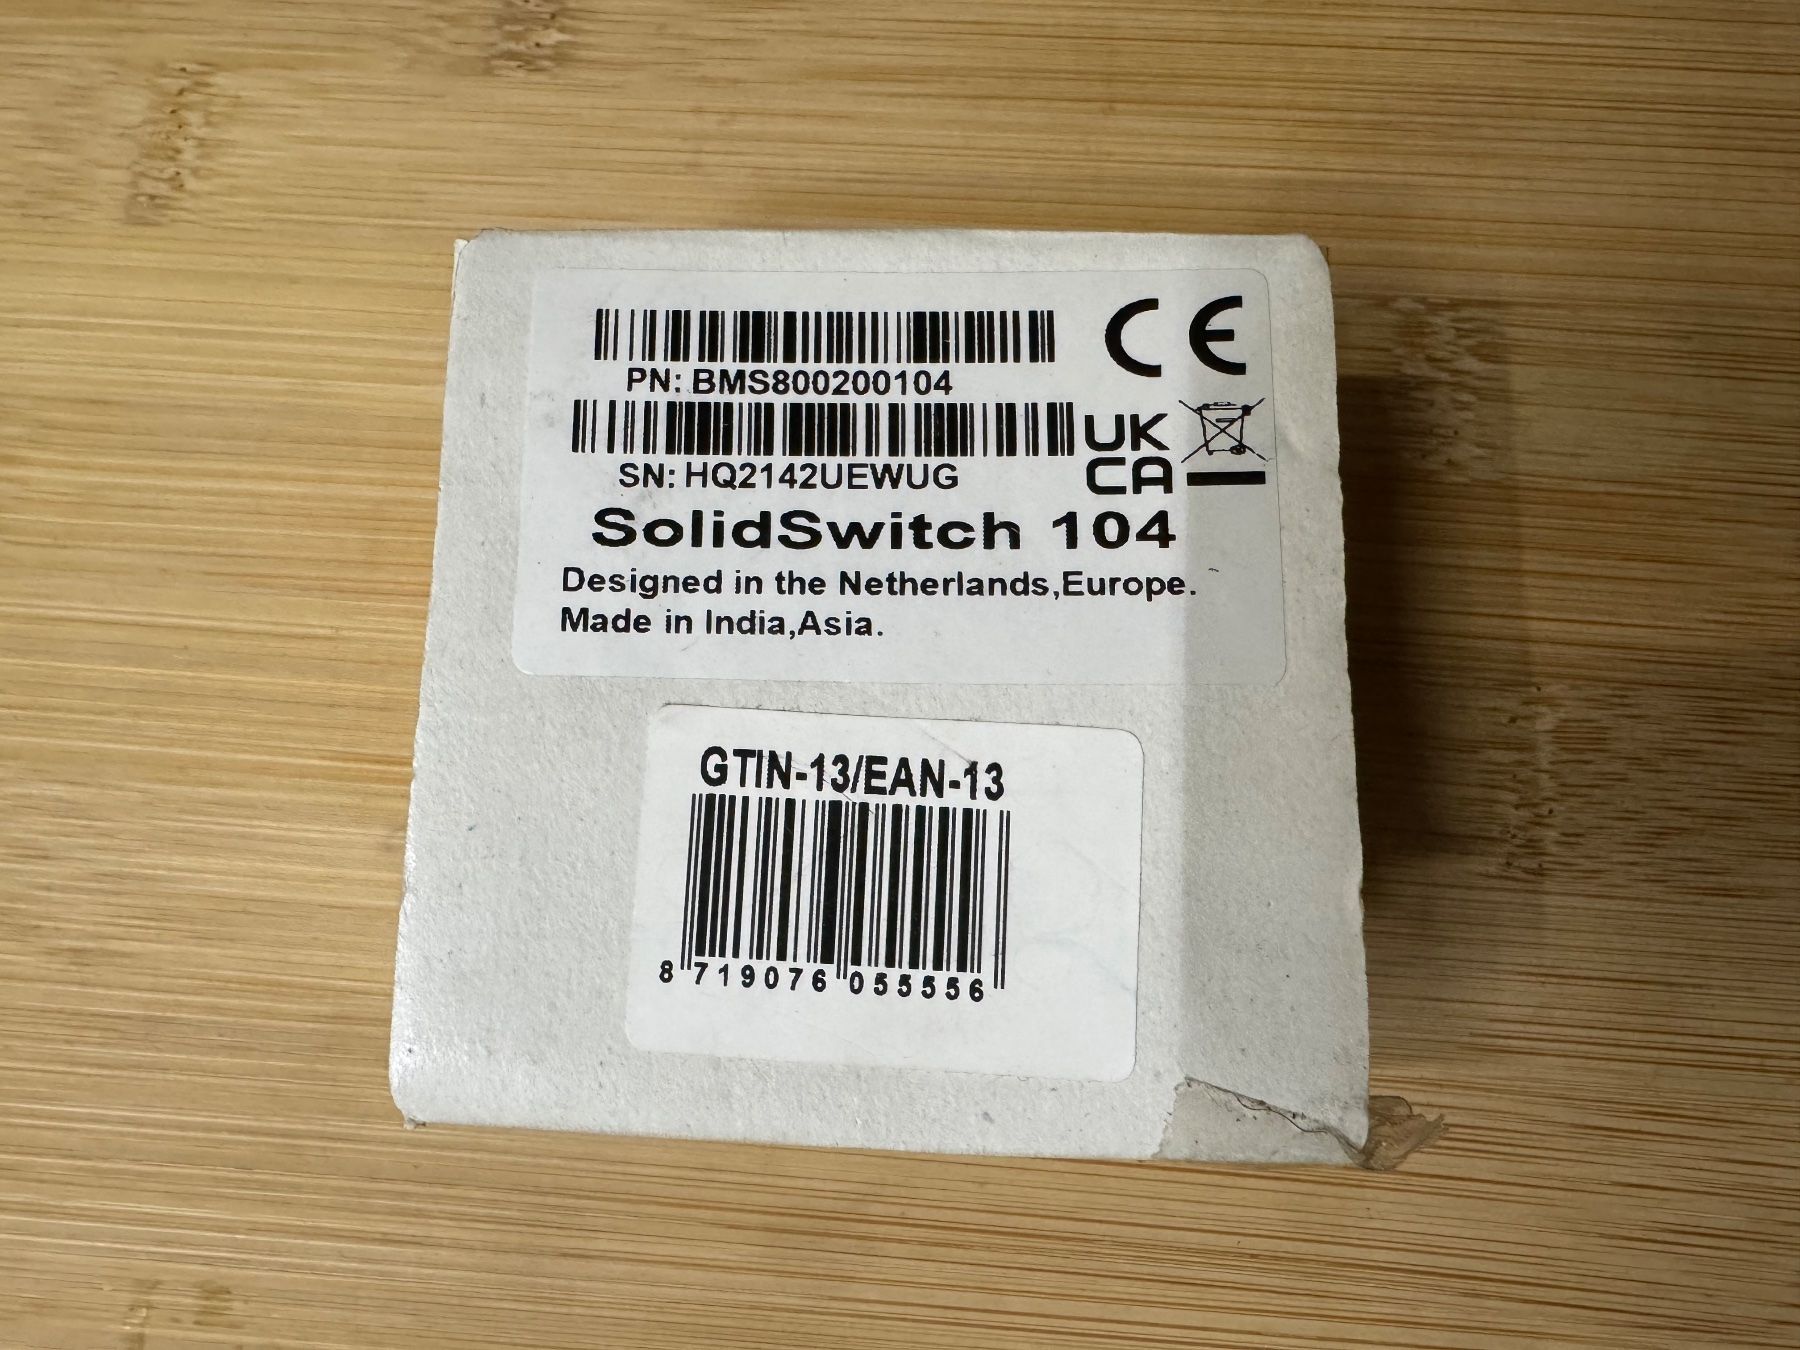 CE
PN: BMS800200104
UK
CA
SN: HQ2142UEWUG
SolidSwitch 104
Designed in the Netherlands,Europe.
Made in India,Asia.
GTIN-13/EAN-13
8 719076 055556